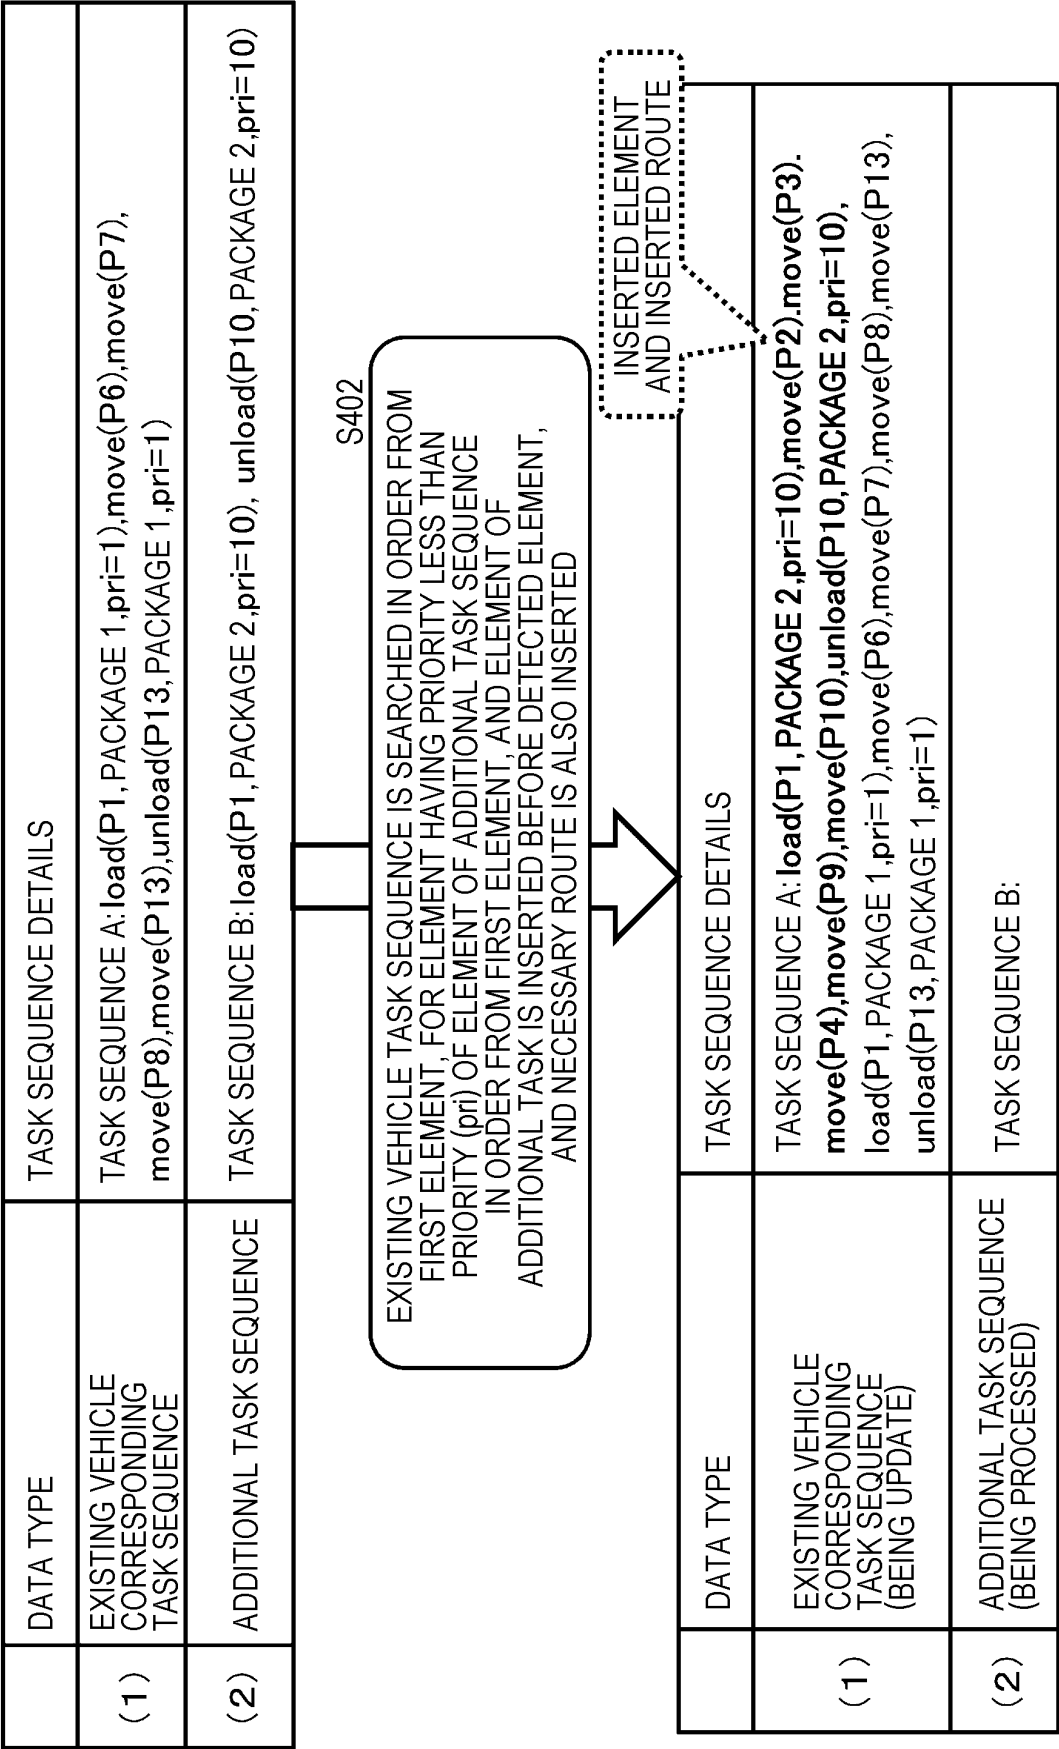 DATA TYPE
TASK SEQUENCE DETAILS
(1)
EXISTING VEHICLE
CORRESPONDING
TASK SEQUENCE
TASK SEQUENCE A: load(P1, PACKAGE 1,pri=1),move(P6),move(P7),
move(P8),move(P13),unload(P13, PACKAGE 1,pri=1)
(2)
ADDITIONAL TASK SEQUENCE
TASK SEQUENCE B: load(P1, PACKAGE 2,pri=10), unload(P10, PACKAGE 2,pri=10)
S402
EXISTING VEHICLE TASK SEQUENCE IS SEARCHED IN ORDER FROM
FIRST ELEMENT, FOR ELEMENT HAVING PRIORITY LESS THAN
PRIORITY (pri) OF ELEMENT OF ADDITIONAL TASK SEQUENCE
IN ORDER FROM FIRST ELEMENT, AND ELEMENT OF
ADDITIONAL TASK IS INSERTED BEFORE DETECTED ELEMENT,
AND NECESSARY ROUTE IS ALSO INSERTED
INSERTED ELEMENT
AND INSERTED ROUTE
DATA TYPE
TASK SEQUENCE DETAILS
(1)
EXISTING VEHICLE
CORRESPONDING
TASK SEQUENCE
(BEING UPDATE)
TASK SEQUENCE A: load(P1, PACKAGE 2,pri=10),move(P2).move(P3).
move(P4),move(P9),move(P10),unload(P10,PACKAGE 2,pri=10),
load(P1, PACKAGE 1,pri=1),move(P6),move(P7),move(P8),move(P13),
unload(P13, PACKAGE 1,pri=1)
(2)
ADDITIONAL TASK SEQUENCE
(BEING PROCESSED)
TASK SEQUENCE B: